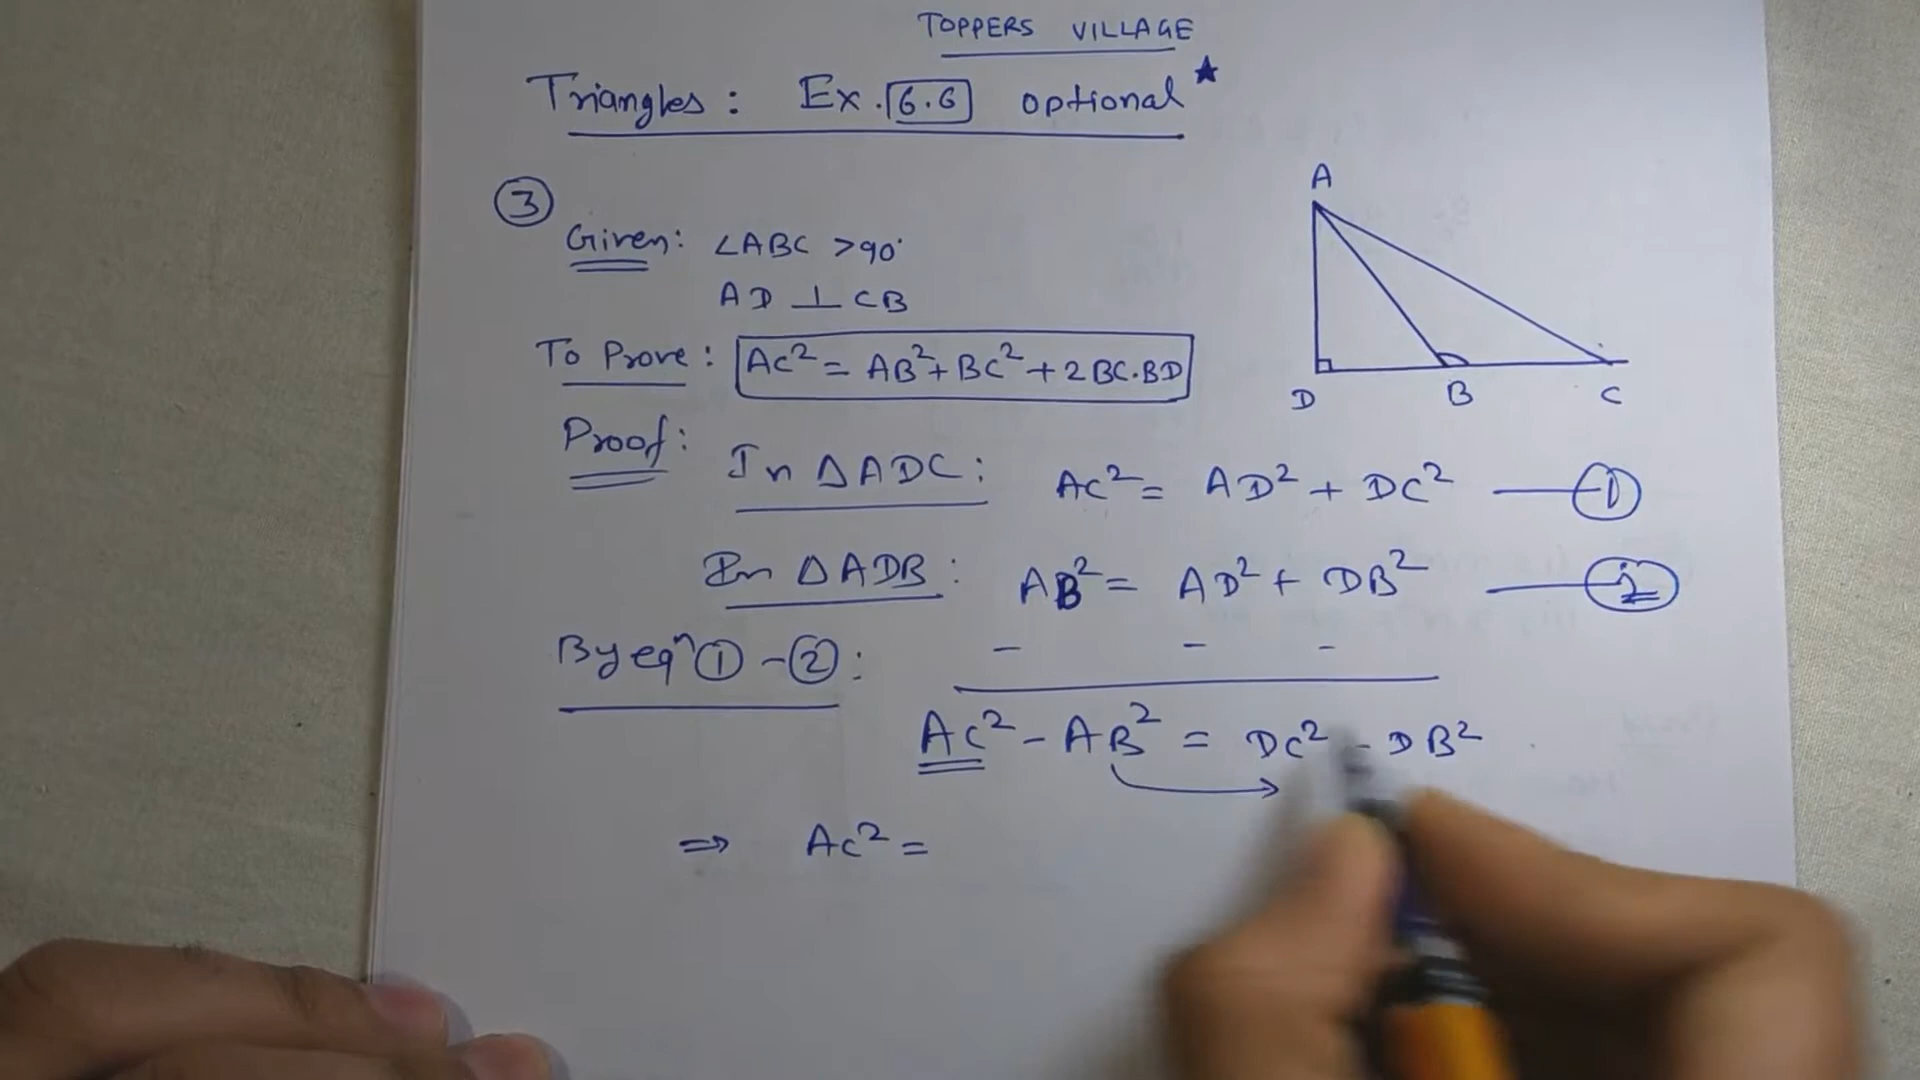 TOPPERS VILLAGE
Triangles : Ex. 6.6 optional ★
③
Given: ∠ABC > 90°
AD ⊥ CB
To Prove : AC² = AB² + BC² + 2BC.BD
A
D B C
Proof: In ΔADC: AC² = AD² + DC² — ①
In ΔADB: AB² = AD² + DB² — ②
By eqⁿ ① - ② : - - -
AC² - AB² = DC² - DB²
⇒ AC² =